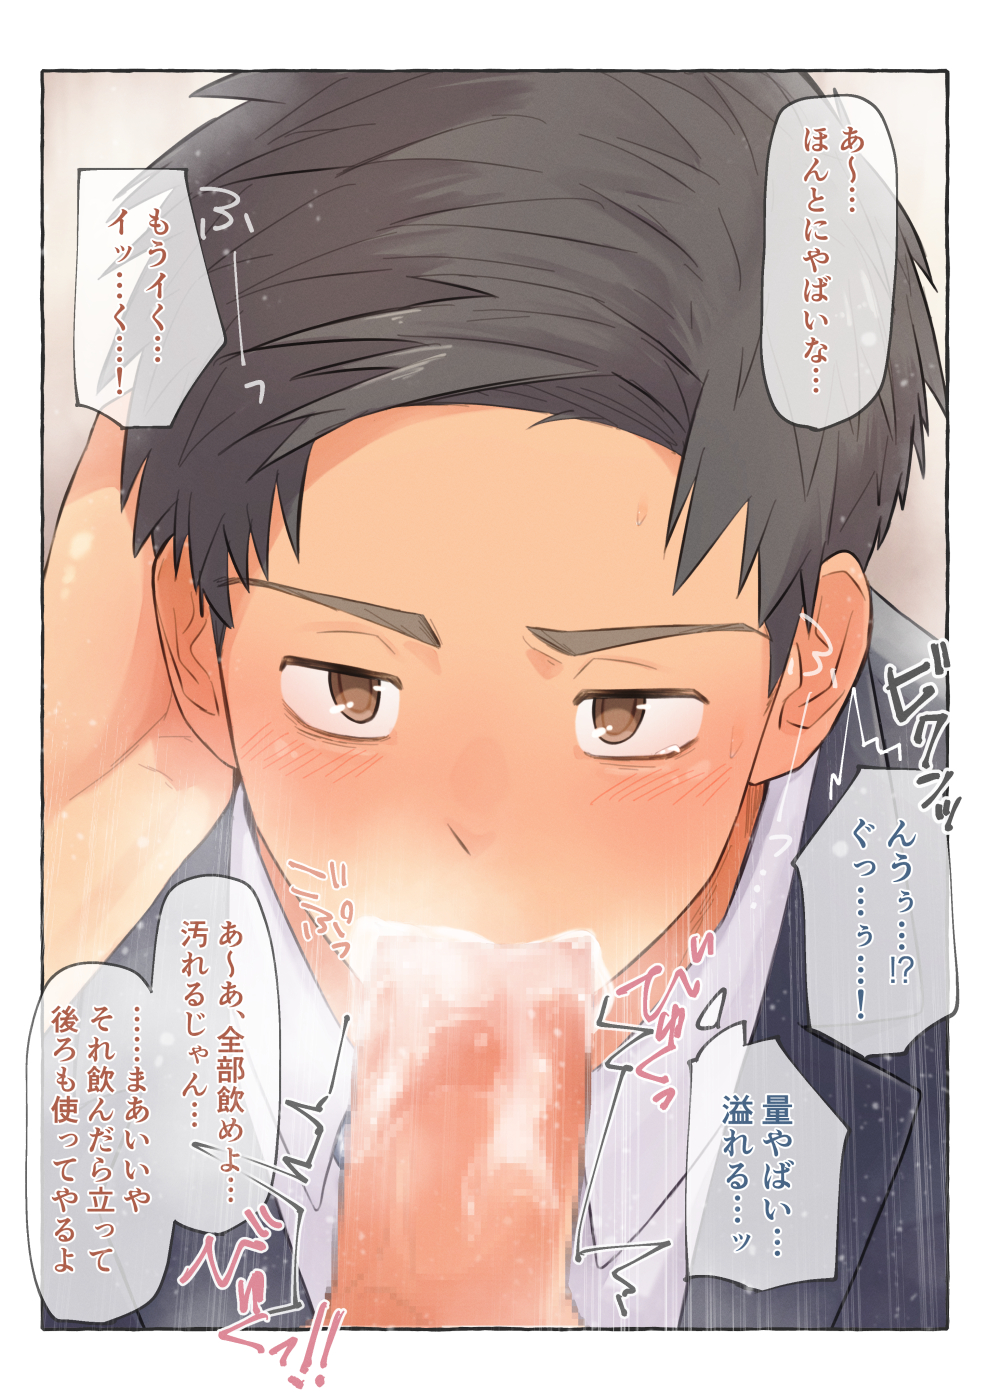 あ〜…
ほんとにやばいな…
もうイく…
イッ…く…!
ふーっ
ふーっ
ビクンッ
んうぅ…⁉
ぐっ…ぅ…!
ごぷっ
びゅくっ
量やばい…
溢れる…ッ
あ〜あ、全部飲めよ…
汚れるじゃん…
……まあいいや
それ飲んだら立って
後ろも使ってやるよ
びゅくっ!!